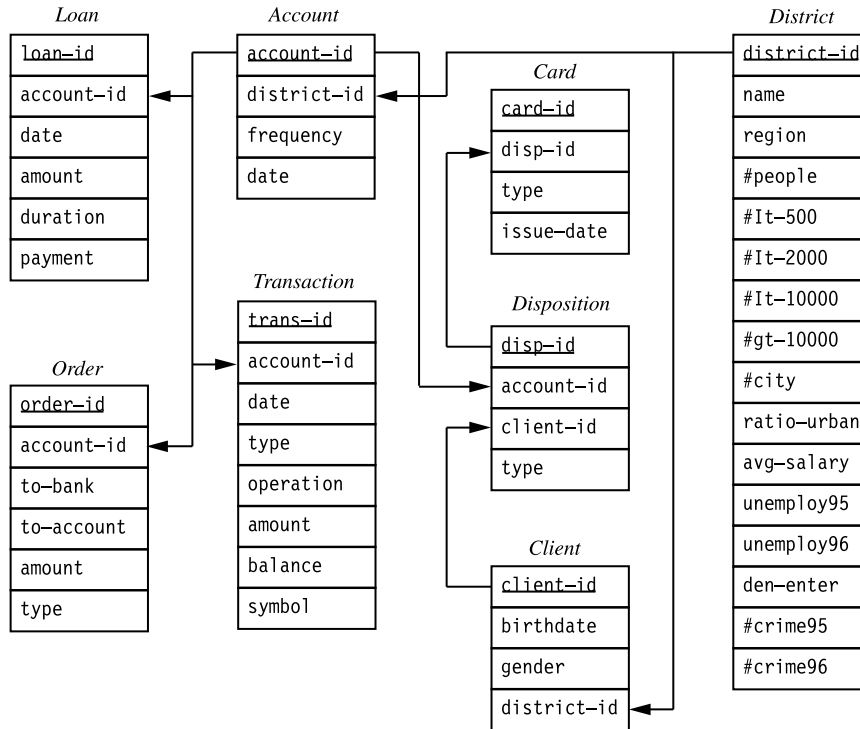 Loan
loan–id
account–id
date
amount
duration
payment
Order
order–id
account–id
to–bank
to–account
amount
type
Account
account–id
district–id
frequency
date
Transaction
trans–id
account–id
date
type
operation
amount
balance
symbol
Card
card–id
disp–id
type
issue–date
Disposition
disp–id
account–id
client–id
type
Client
client–id
birthdate
gender
district–id
District
district–id
name
region
#people
#It–500
#It–2000
#It–10000
#gt–10000
#city
ratio–urban
avg–salary
unemploy95
unemploy96
den–enter
#crime95
#crime96